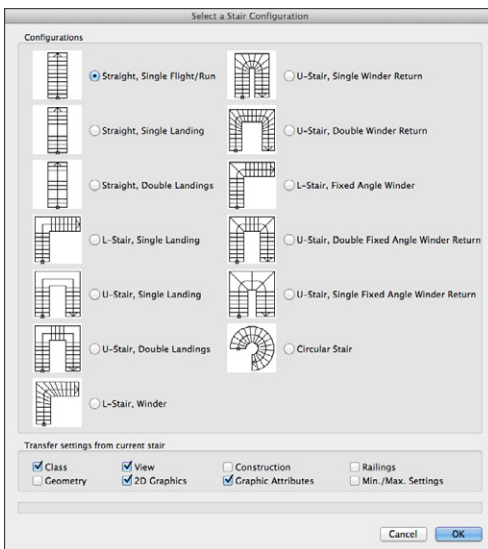 Select a Stair Configuration
Configurations
Straight, Single Flight/Run
Straight, Single Landing
Straight, Double Landings
L-Stair, Single Landing
U-Stair, Single Landing
U-Stair, Double Landings
L-Stair, Winder
U-Stair, Single Winder Return
U-Stair, Double Winder Return
L-Stair, Fixed Angle Winder
U-Stair, Double Fixed Angle Winder Return
U-Stair, Single Fixed Angle Winder Return
Circular Stair
Transfer settings from current stair
Class View Construction Railings
Geometry 2D Graphics Graphic Attributes Min./Max. Settings
Cancel OK